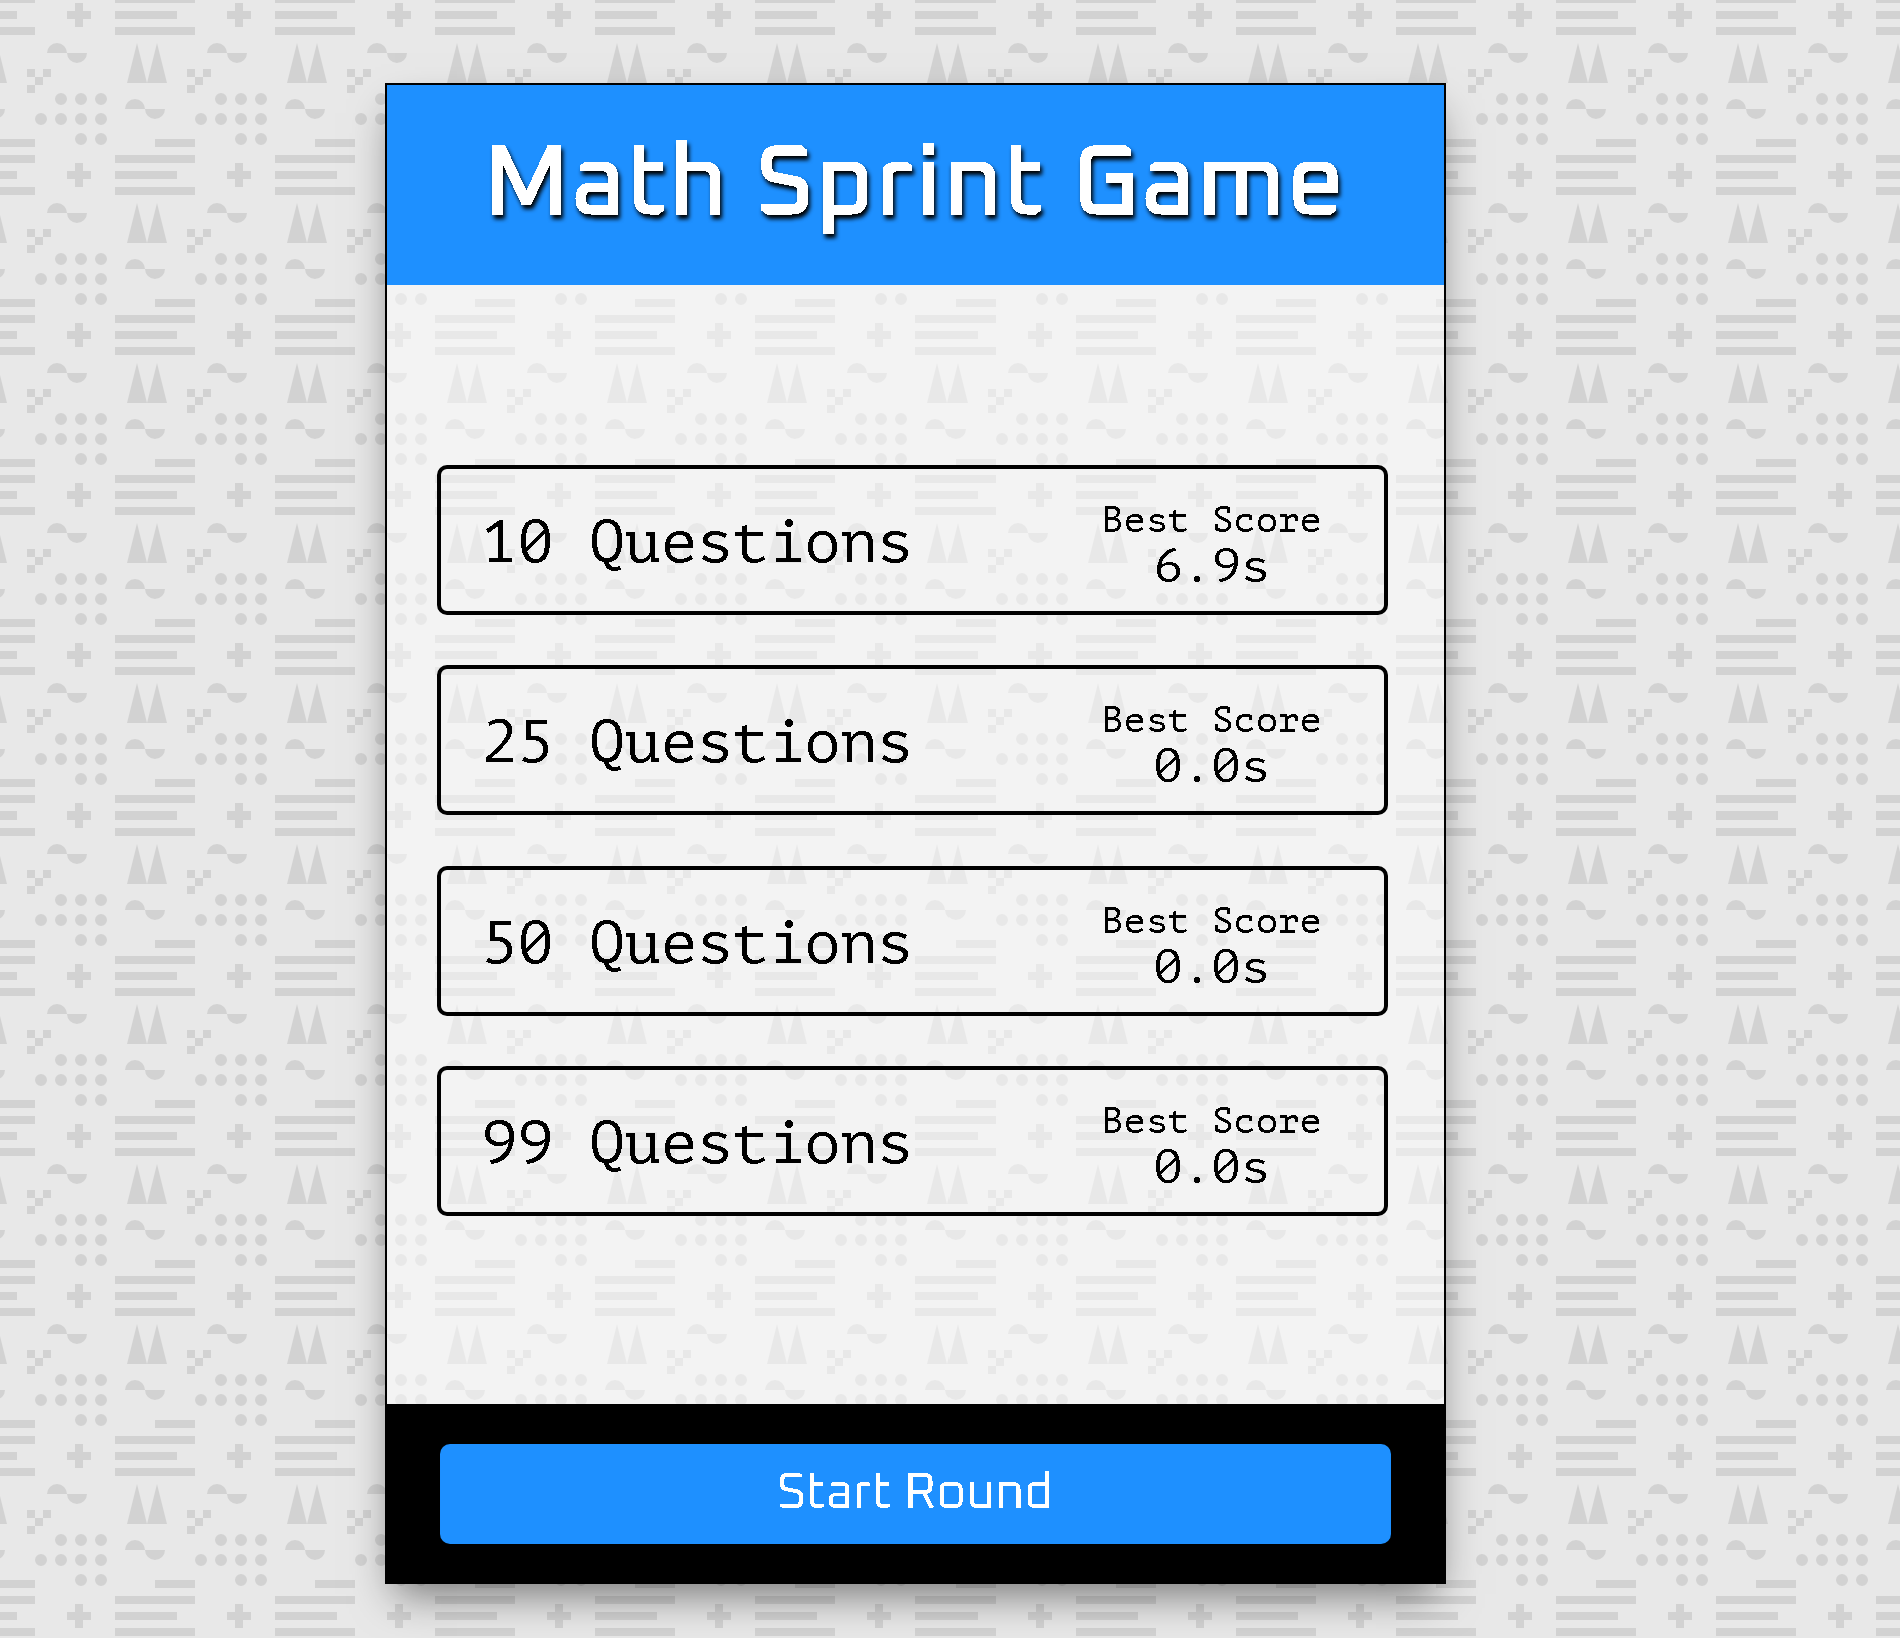 Math Sprint Game
10 Questions
Best Score
6.9s
25 Questions
Best Score
0.0s
50 Questions
Best Score
0.0s
99 Questions
Best Score
0.0s
Start Round